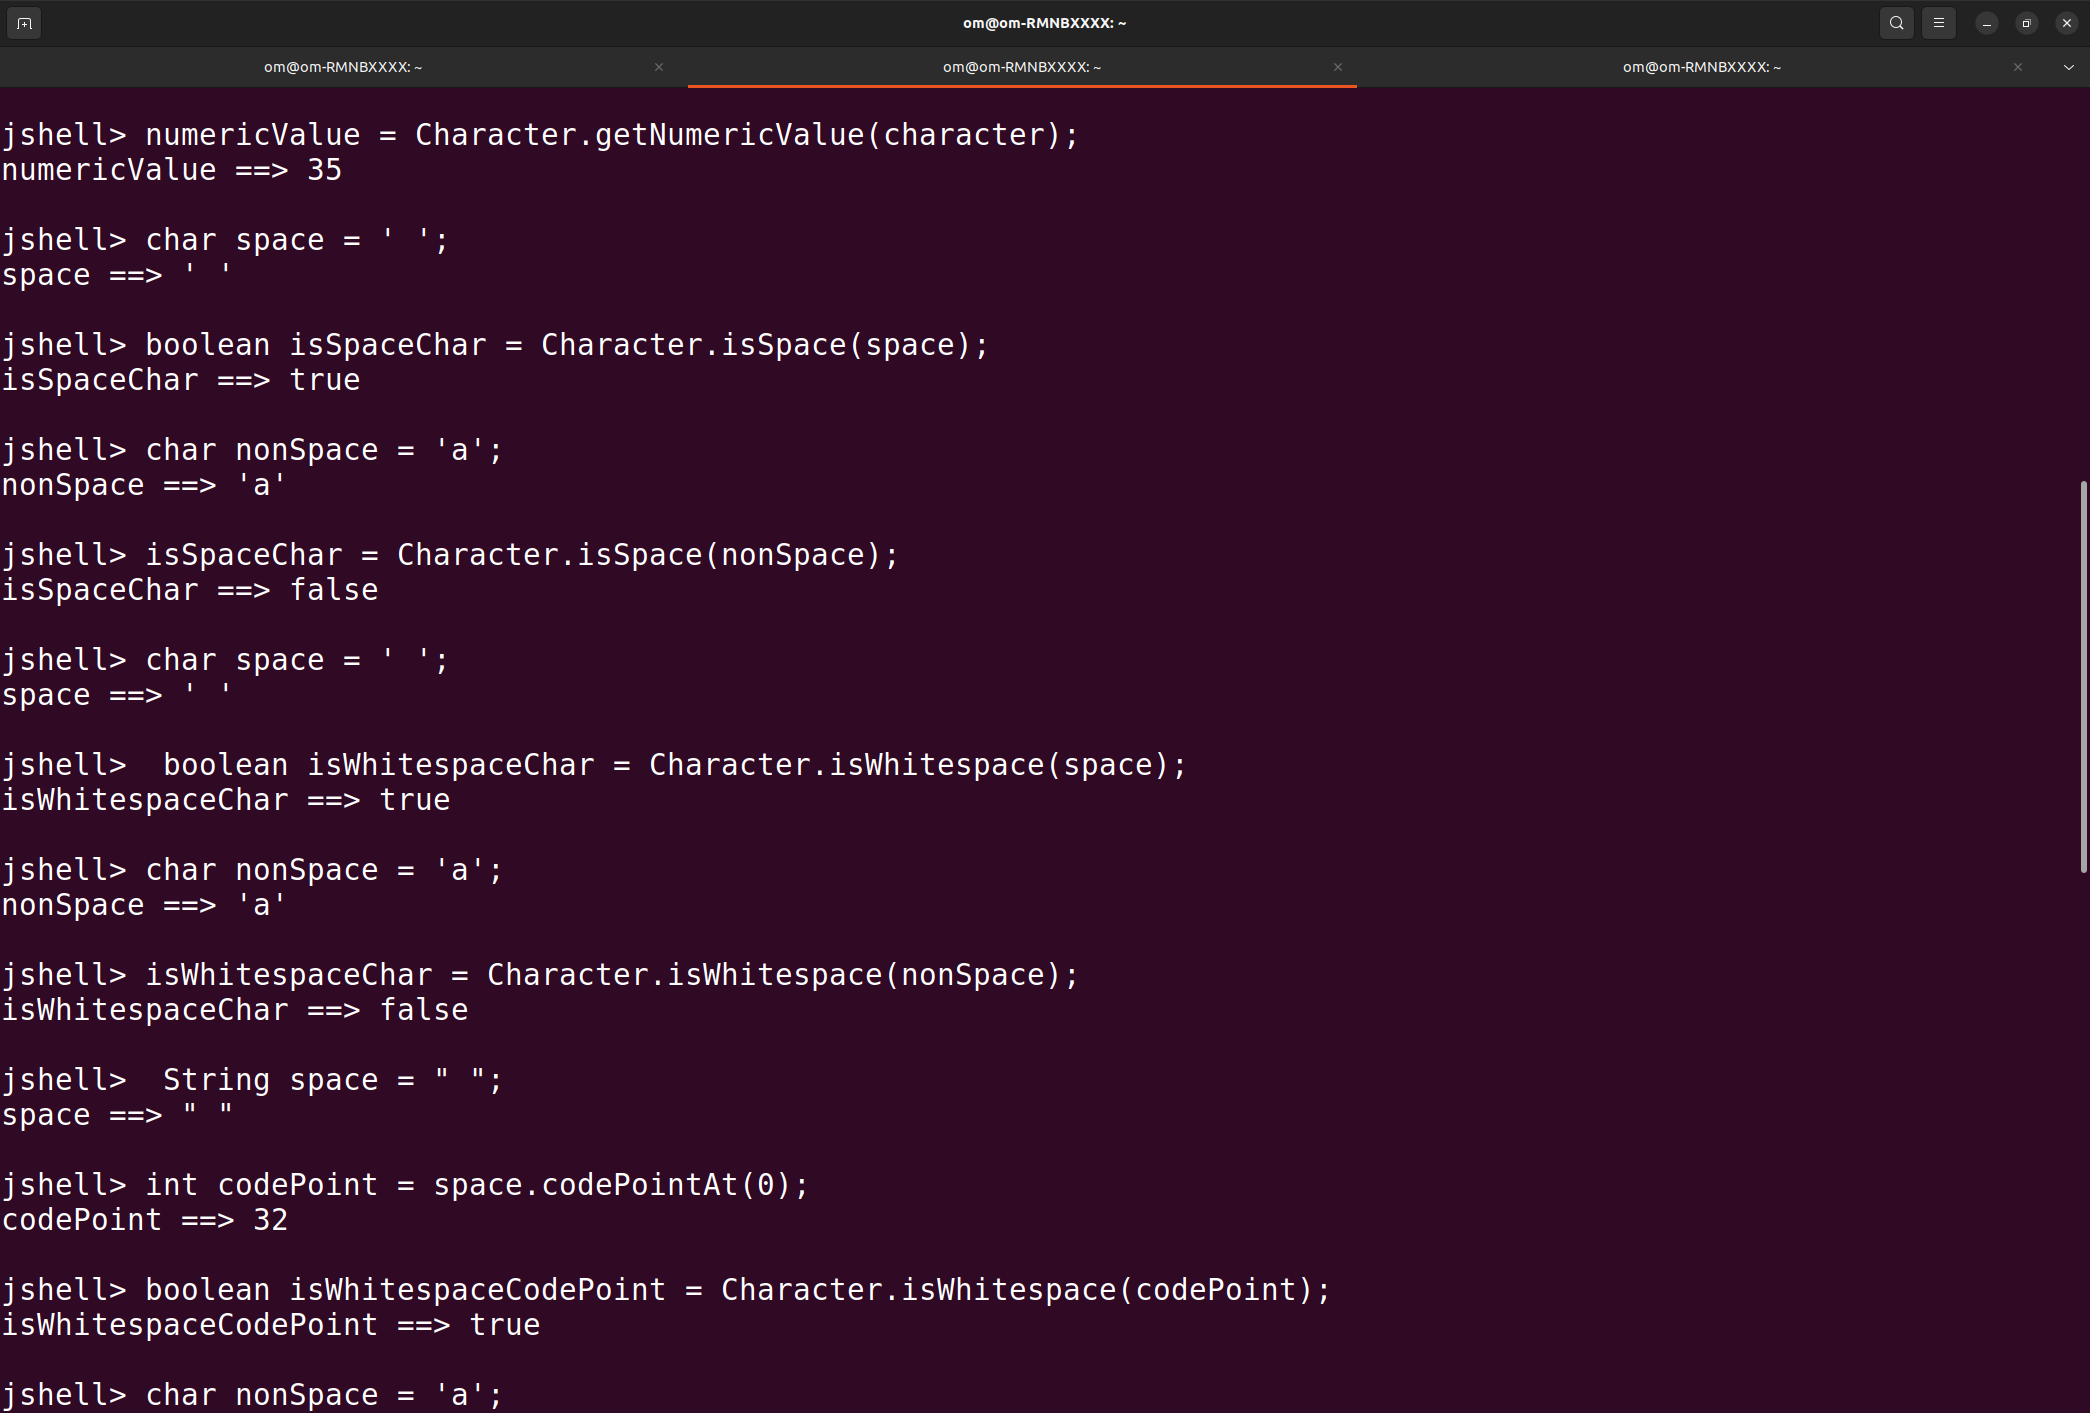 om@om-RMNBXXXX: ~
om@om-RMNBXXXX: ~
om@om-RMNBXXXX: ~
om@om-RMNBXXXX: ~
jshell> numericValue = Character.getNumericValue(character);
numericValue ==> 35
jshell> char space = ' ';
space ==> ' '
jshell> boolean isSpaceChar = Character.isSpace(space);
isSpaceChar ==> true
jshell> char nonSpace = 'a';
nonSpace ==> 'a'
jshell> isSpaceChar = Character.isSpace(nonSpace);
isSpaceChar ==> false
jshell> char space = ' ';
space ==> ' '
jshell>  boolean isWhitespaceChar = Character.isWhitespace(space);
isWhitespaceChar ==> true
jshell> char nonSpace = 'a';
nonSpace ==> 'a'
jshell> isWhitespaceChar = Character.isWhitespace(nonSpace);
isWhitespaceChar ==> false
jshell>  String space = " ";
space ==> " "
jshell> int codePoint = space.codePointAt(0);
codePoint ==> 32
jshell> boolean isWhitespaceCodePoint = Character.isWhitespace(codePoint);
isWhitespaceCodePoint ==> true
jshell> char nonSpace = 'a';